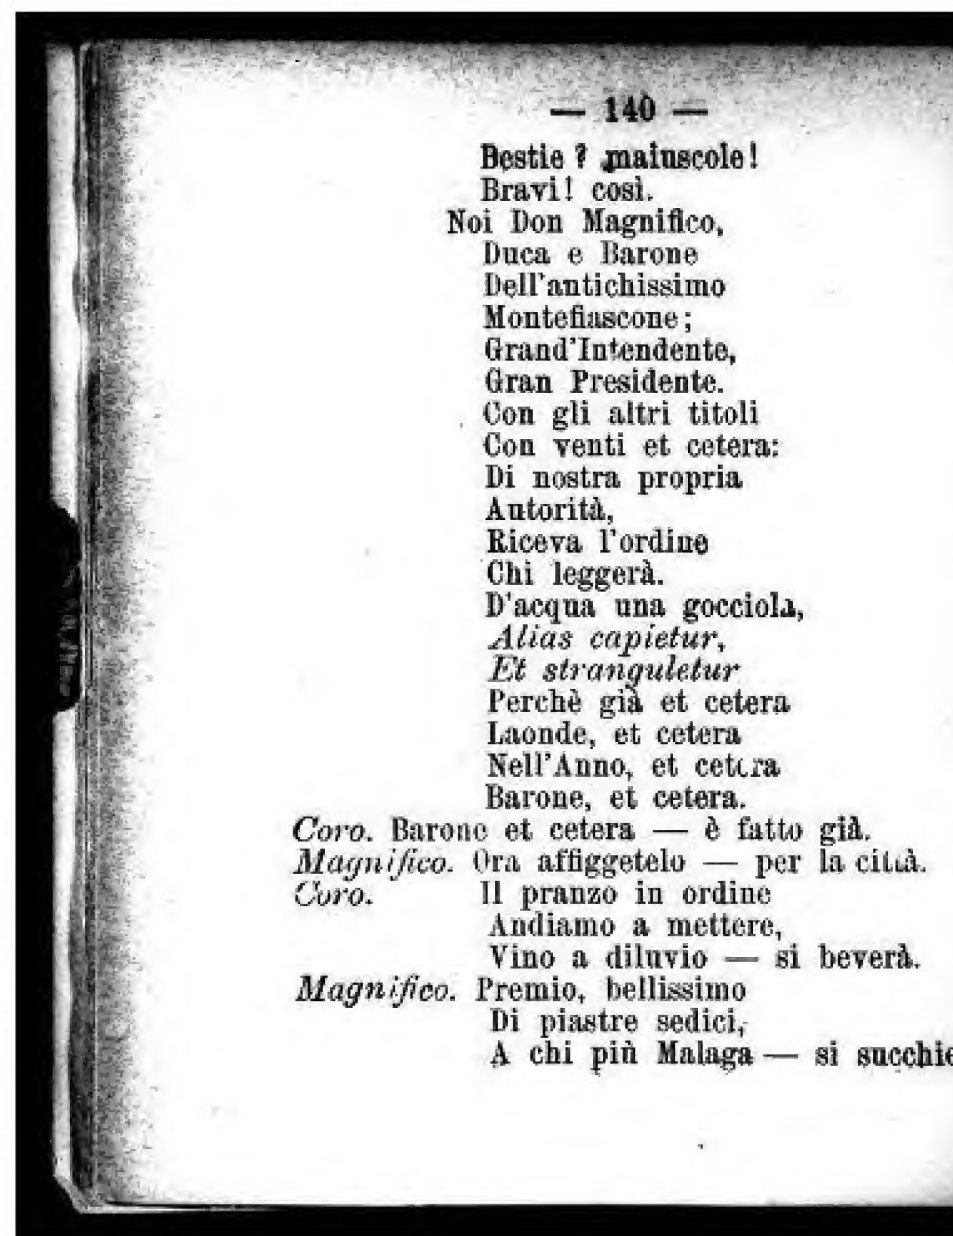 — 140 —
Bestie ? maiuscole!
Bravi! così.
Noi Don Magnifico,
Duca e Barone
Dell'antichissimo
Montefiascone;
Grand'Intendente,
Gran Presidente.
Con gli altri titoli
Con venti et cetera:
Di nostra propria
Autorità,
Riceva l'ordine
Chi leggerà.
D'acqua una gocciola,
Alias capietur,
Et stranguletur
Perchè già et cetera
Laonde, et cetera
Nell'Anno, et cetera
Barone, et cetera.
Coro. Barone et cetera — è fatto già.
Magnifico. Ora affiggetelo — per la città.
Coro. Il pranzo in ordine
Andiamo a mettere,
Vino a diluvio — si beverà.
Magnifico. Premio, bellissimo
Di piastre sedici,
A chi più Malaga — si